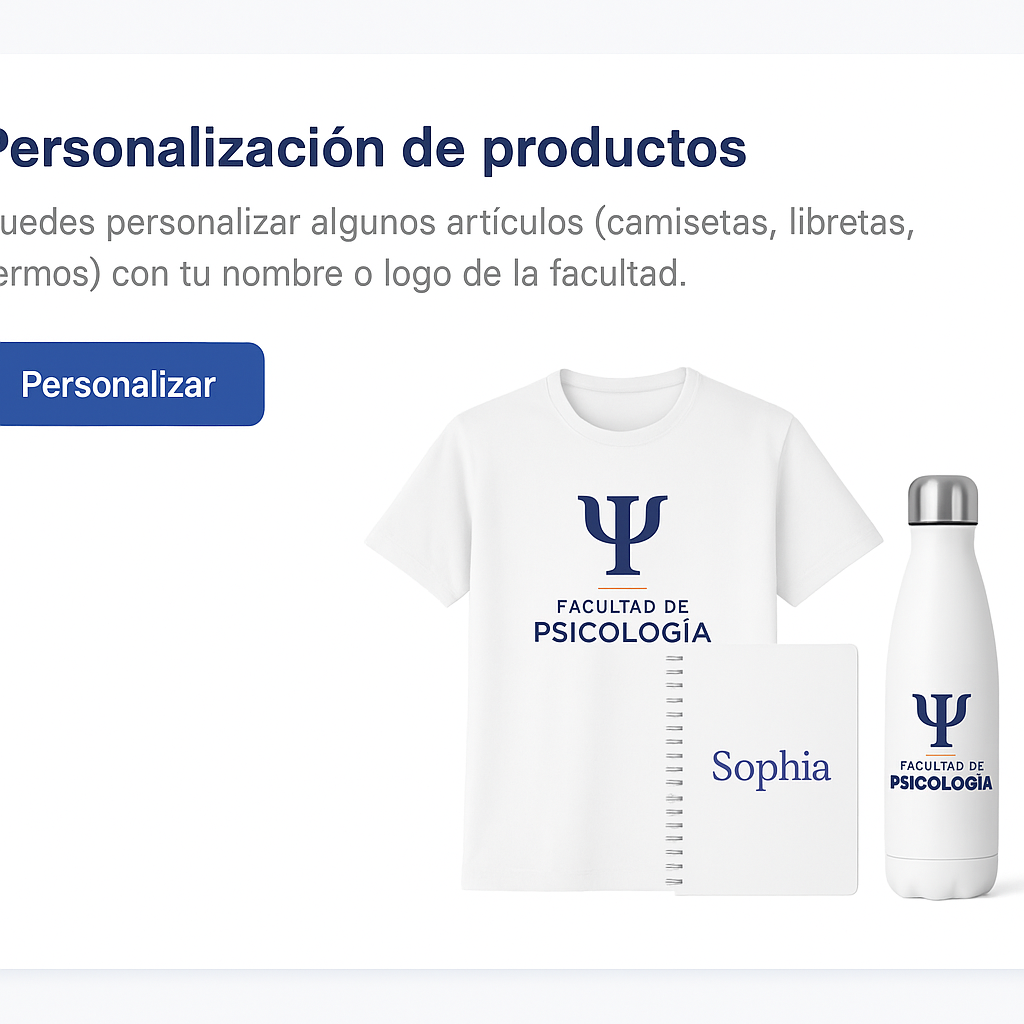 Personalización de productos
uedes personalizar algunos artículos (camisetas, libretas,
ermos) con tu nombre o logo de la facultad.
Personalizar
Ψ
FACULTAD DE
PSICOLOGÍA
Sophia
Ψ
FACULTAD DE
PSICOLOGÍA